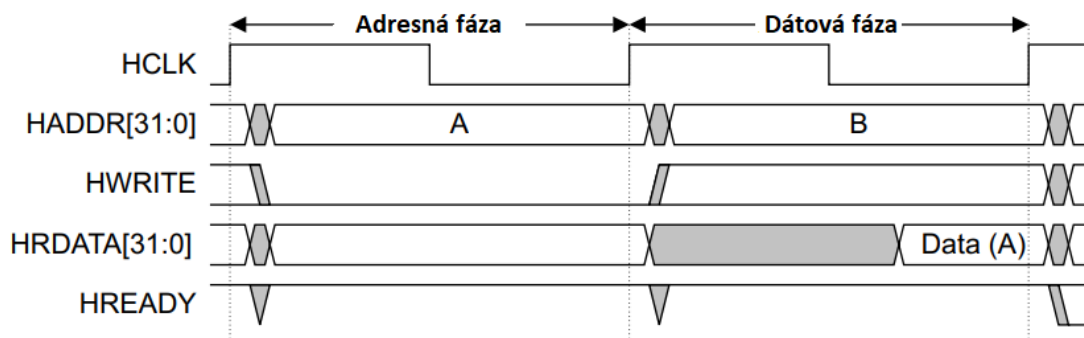 Adresná fáza Dátová fáza
HCLK
HADDR[31:0] A B
HWRITE
HRDATA[31:0] Data (A)
HREADY